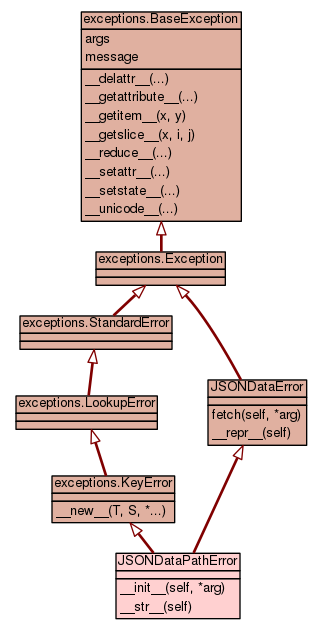 exceptions.BaseException
args
message
__delattr__(...)
__getattribute__(...)
__getitem__(x, y)
__getslice__(x, i, j)
__reduce__(...)
__setattr__(...)
__setstate__(...)
__unicode__(...)
exceptions.Exception
exceptions.StandardError
JSONDataError
fetch(self, *arg)
__repr__(self)
exceptions.LookupError
exceptions.KeyError
__new__(T, S, *...)
JSONDataPathError
__init__(self, *arg)
__str__(self)